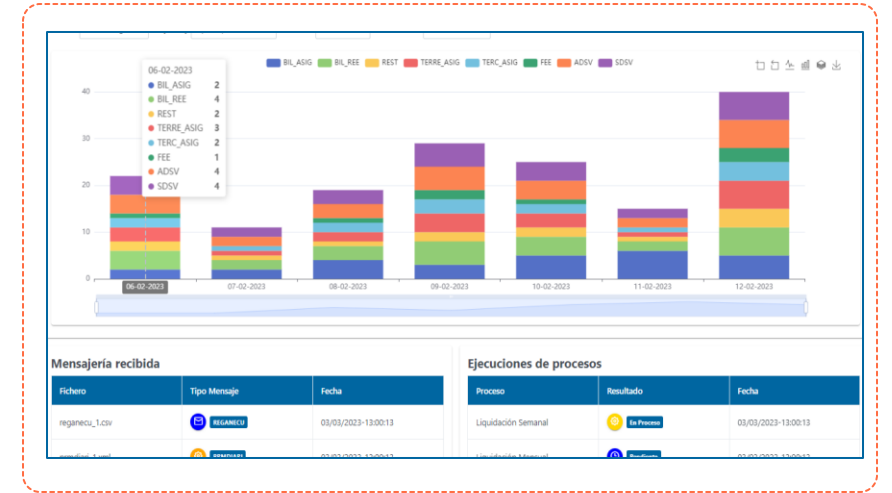 BIL_ASIG BIL_REE REST TERRE_ASIG TERC_ASIG FEE ADSV SDSV
06-02-2023
BIL_ASIG 2
BIL_REE 4
REST 2
TERRE_ASIG 3
TERC_ASIG 2
FEE 1
ADSV 4
SDSV 4
40
30
20
10
0
06-02-2023 07-02-2023 08-02-2023 09-02-2023 10-02-2023 11-02-2023 12-02-2023
Mensajería recibida
Fichero Tipo Mensaje Fecha
reganecu_1.csv REGANECU 03/03/2023-13:00:13
Ejecuciones de procesos
Proceso Resultado Fecha
Liquidación Semanal En Proceso 03/03/2023-13:00:13
Liquidación Mensual